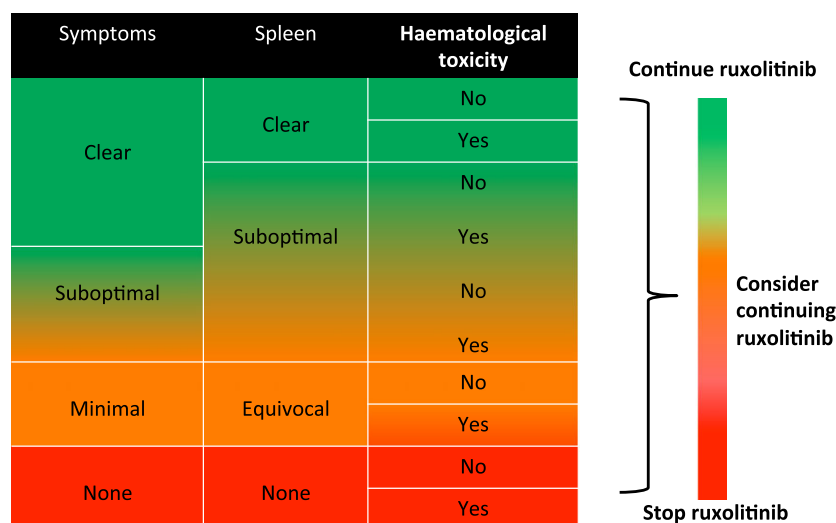 Symptoms
Spleen
Haematological
toxicity
Continue ruxolitinib
Clear
Clear
No
Yes
Suboptimal
No
Yes
Suboptimal
No
Yes
Consider
continuing
ruxolitinib
Minimal
Equivocal
No
Yes
None
None
No
Yes
Stop ruxolitinib